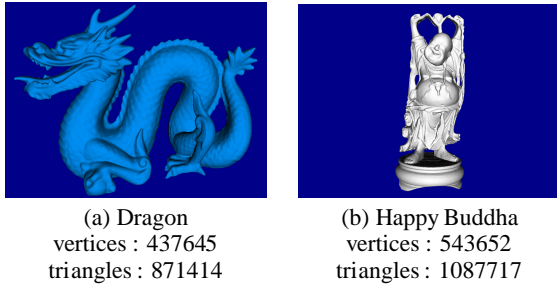 (a) Dragon
vertices : 437645
triangles : 871414
(b) Happy Buddha
vertices : 543652
triangles : 1087717